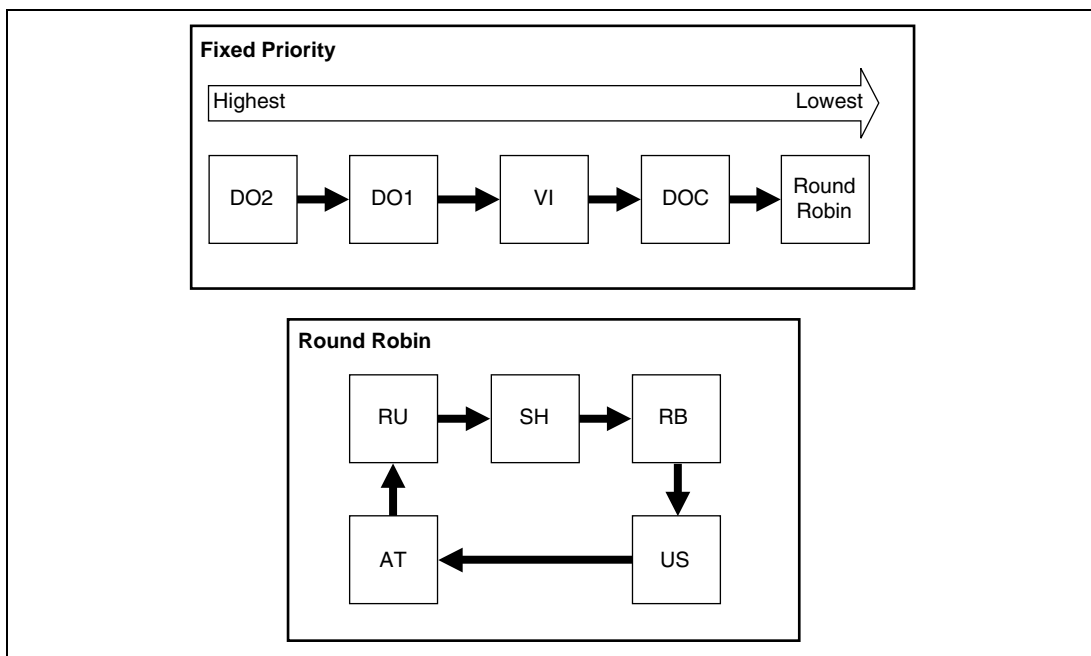 Fixed Priority
Highest
Lowest
DO2
DO1
VI
DOC
Round
Robin
Round Robin
RU
SH
RB
AT
US